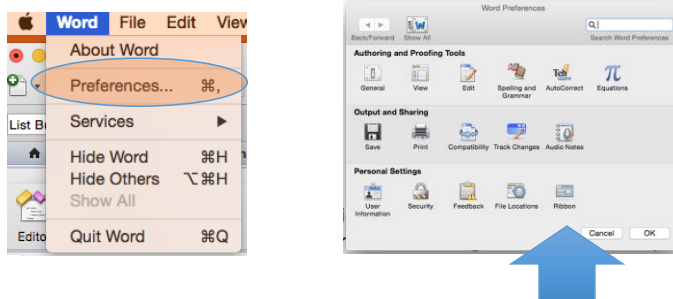 Word File Edit View
About Word
Preferences... ⌘,
Services ▶
List B
Hide Word ⌘H
Hide Others ⌥⌘H
Show All
Edito
Quit Word ⌘Q
Word Preferences
Back/Forward Show All
Search Word Preferences
Authoring and Proofing Tools
General View Edit Spelling and Grammar AutoCorrect Equations
Output and Sharing
Save Print Compatibility Track Changes Audio Notes
Personal Settings
User Information Security Feedback File Locations Ribbon
Cancel OK